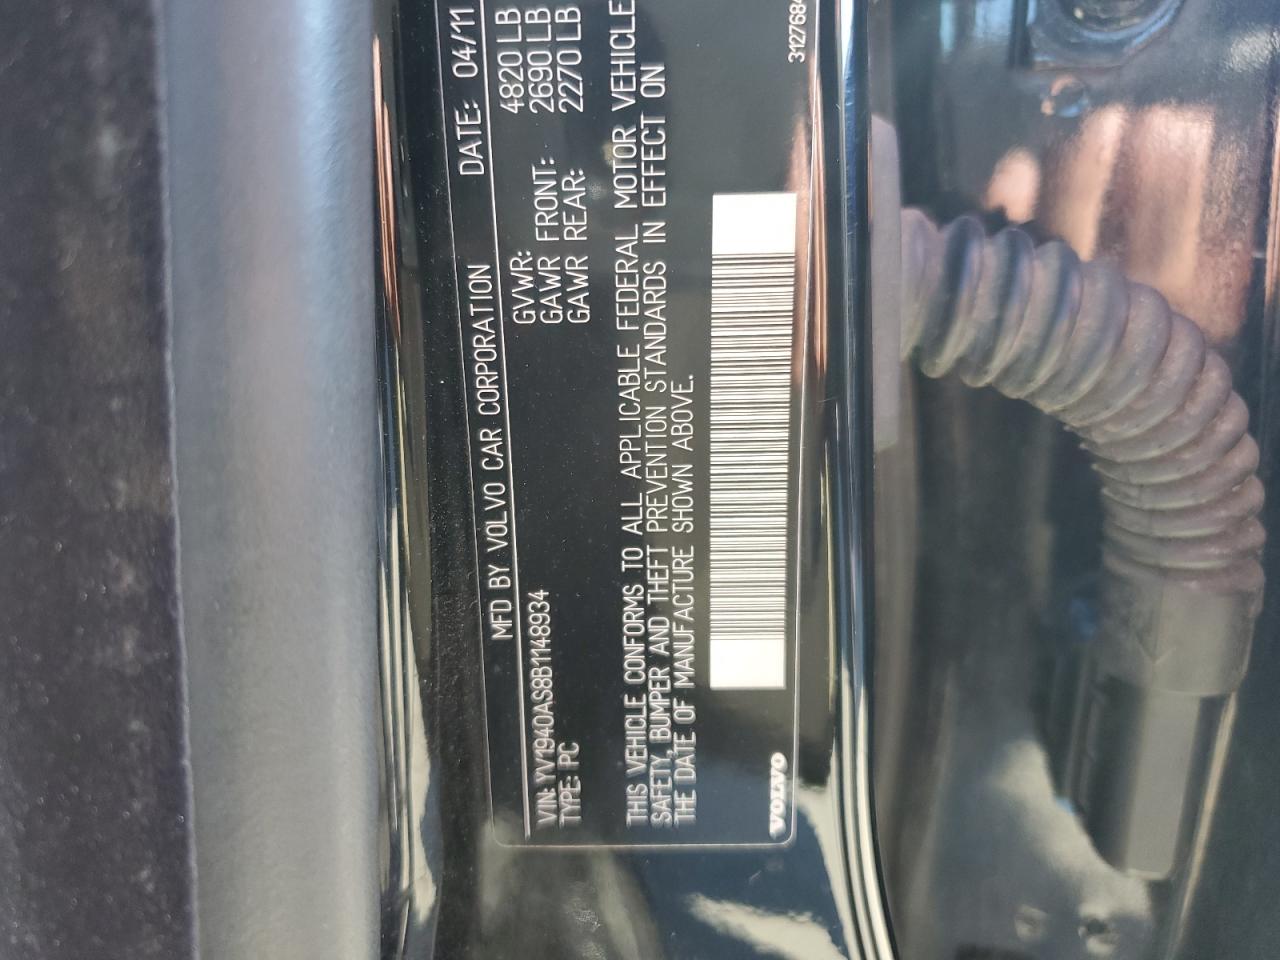 MFD BY VOLVO CAR CORPORATION DATE: 04/11
VIN: YV1940AS8B1148934 GVWR: 4820 LB
TYPE: PC GAWR FRONT: 2690 LB
GAWR REAR: 2270 LB
THIS VEHICLE CONFORMS TO ALL APPLICABLE FEDERAL MOTOR VEHICLE
SAFETY, BUMPER AND THEFT PREVENTION STANDARDS IN EFFECT ON
THE DATE OF MANUFACTURE SHOWN ABOVE.
VOLVO